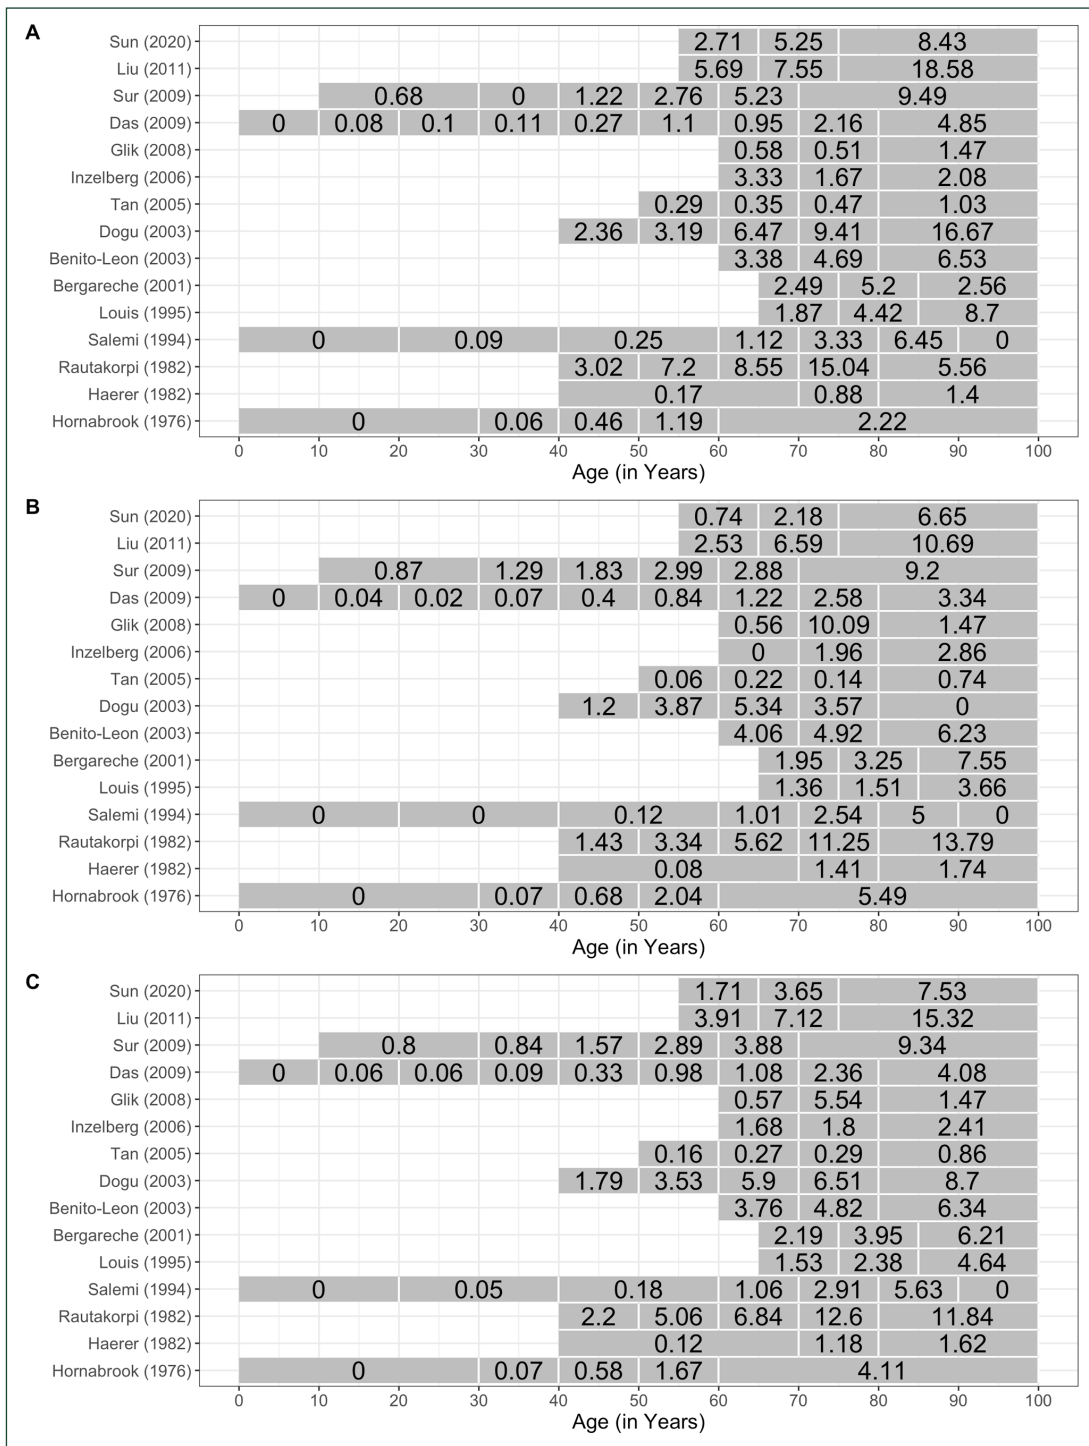 A
Sun (2020) 2.71 5.25 8.43
Liu (2011) 5.69 7.55 18.58
Sur (2009) 0.68 0 1.22 2.76 5.23 9.49
Das (2009) 0 0.08 0.1 0.11 0.27 1.1 0.95 2.16 4.85
Glik (2008) 0.58 0.51 1.47
Inzelberg (2006) 3.33 1.67 2.08
Tan (2005) 0.29 0.35 0.47 1.03
Dogu (2003) 2.36 3.19 6.47 9.41 16.67
Benito-Leon (2003) 3.38 4.69 6.53
Bergareche (2001) 2.49 5.2 2.56
Louis (1995) 1.87 4.42 8.7
Salemi (1994) 0 0.09 0.25 1.12 3.33 6.45 0
Rautakorpi (1982) 3.02 7.2 8.55 15.04 5.56
Haerer (1982) 0.17 0.88 1.4
Hornabrook (1976) 0 0.06 0.46 1.19 2.22
0 10 20 30 40 50 60 70 80 90 100
Age (in Years)
B
Sun (2020) 0.74 2.18 6.65
Liu (2011) 2.53 6.59 10.69
Sur (2009) 0.87 1.29 1.83 2.99 2.88 9.2
Das (2009) 0 0.04 0.02 0.07 0.4 0.84 1.22 2.58 3.34
Glik (2008) 0.56 10.09 1.47
Inzelberg (2006) 0 1.96 2.86
Tan (2005) 0.06 0.22 0.14 0.74
Dogu (2003) 1.2 3.87 5.34 3.57 0
Benito-Leon (2003) 4.06 4.92 6.23
Bergareche (2001) 1.95 3.25 7.55
Louis (1995) 1.36 1.51 3.66
Salemi (1994) 0 0 0.12 1.01 2.54 5 0
Rautakorpi (1982) 1.43 3.34 5.62 11.25 13.79
Haerer (1982) 0.08 1.41 1.74
Hornabrook (1976) 0 0.07 0.68 2.04 5.49
0 10 20 30 40 50 60 70 80 90 100
Age (in Years)
C
Sun (2020) 1.71 3.65 7.53
Liu (2011) 3.91 7.12 15.32
Sur (2009) 0.8 0.84 1.57 2.89 3.88 9.34
Das (2009) 0 0.06 0.06 0.09 0.33 0.98 1.08 2.36 4.08
Glik (2008) 0.57 5.54 1.47
Inzelberg (2006) 1.68 1.8 2.41
Tan (2005) 0.16 0.27 0.29 0.86
Dogu (2003) 1.79 3.53 5.9 6.51 8.7
Benito-Leon (2003) 3.76 4.82 6.34
Bergareche (2001) 2.19 3.95 6.21
Louis (1995) 1.53 2.38 4.64
Salemi (1994) 0 0.05 0.18 1.06 2.91 5.63 0
Rautakorpi (1982) 2.2 5.06 6.84 12.6 11.84
Haerer (1982) 0.12 1.18 1.62
Hornabrook (1976) 0 0.07 0.58 1.67 4.11
0 10 20 30 40 50 60 70 80 90 100
Age (in Years)